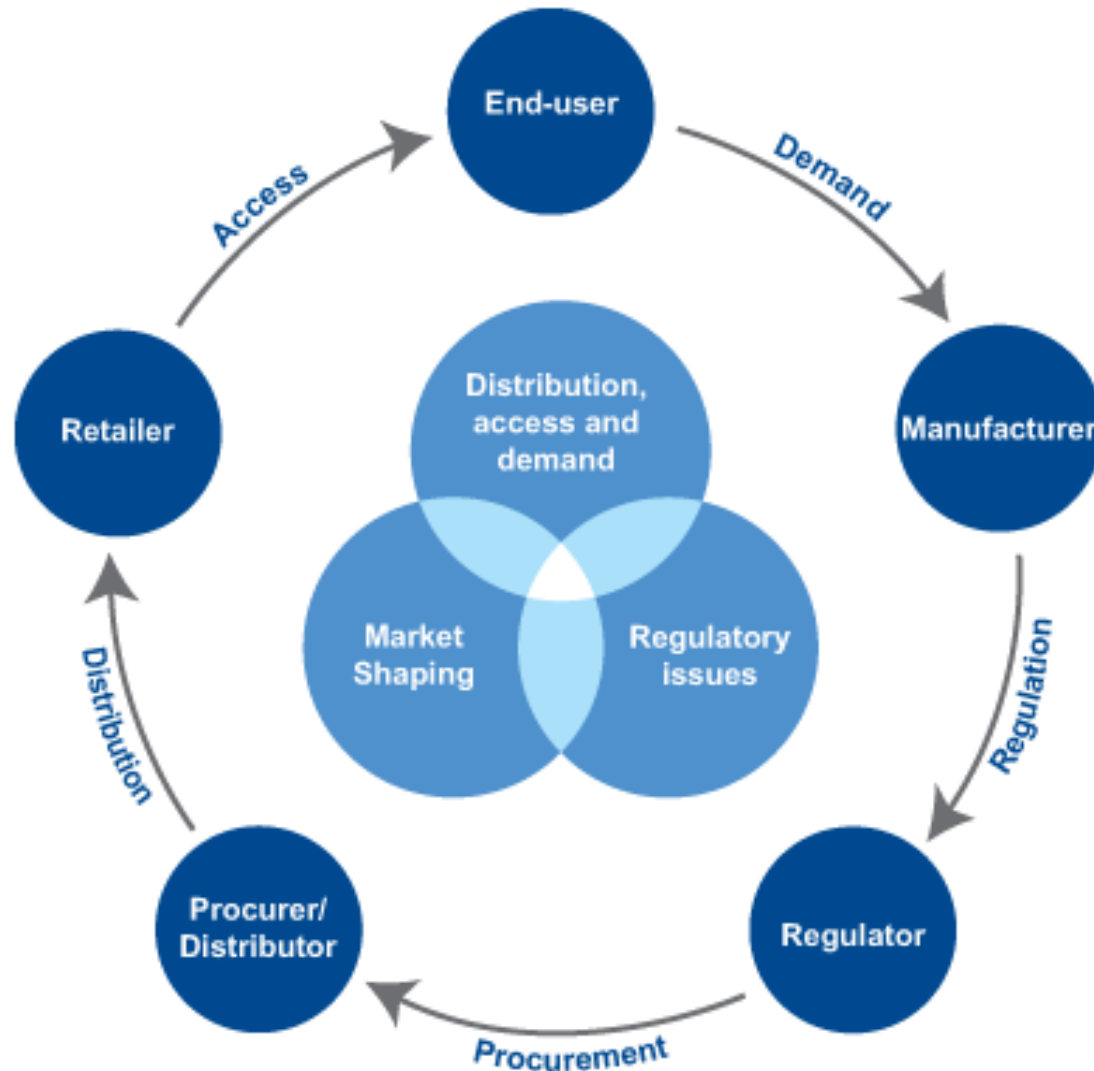 End-user
Demand
Access
Distribution,
access and
demand
Retailer
Manufacturer
Market
Shaping
Regulatory
issues
Distribution
Regulation
Procurer/
Distributor
Regulator
Procurement